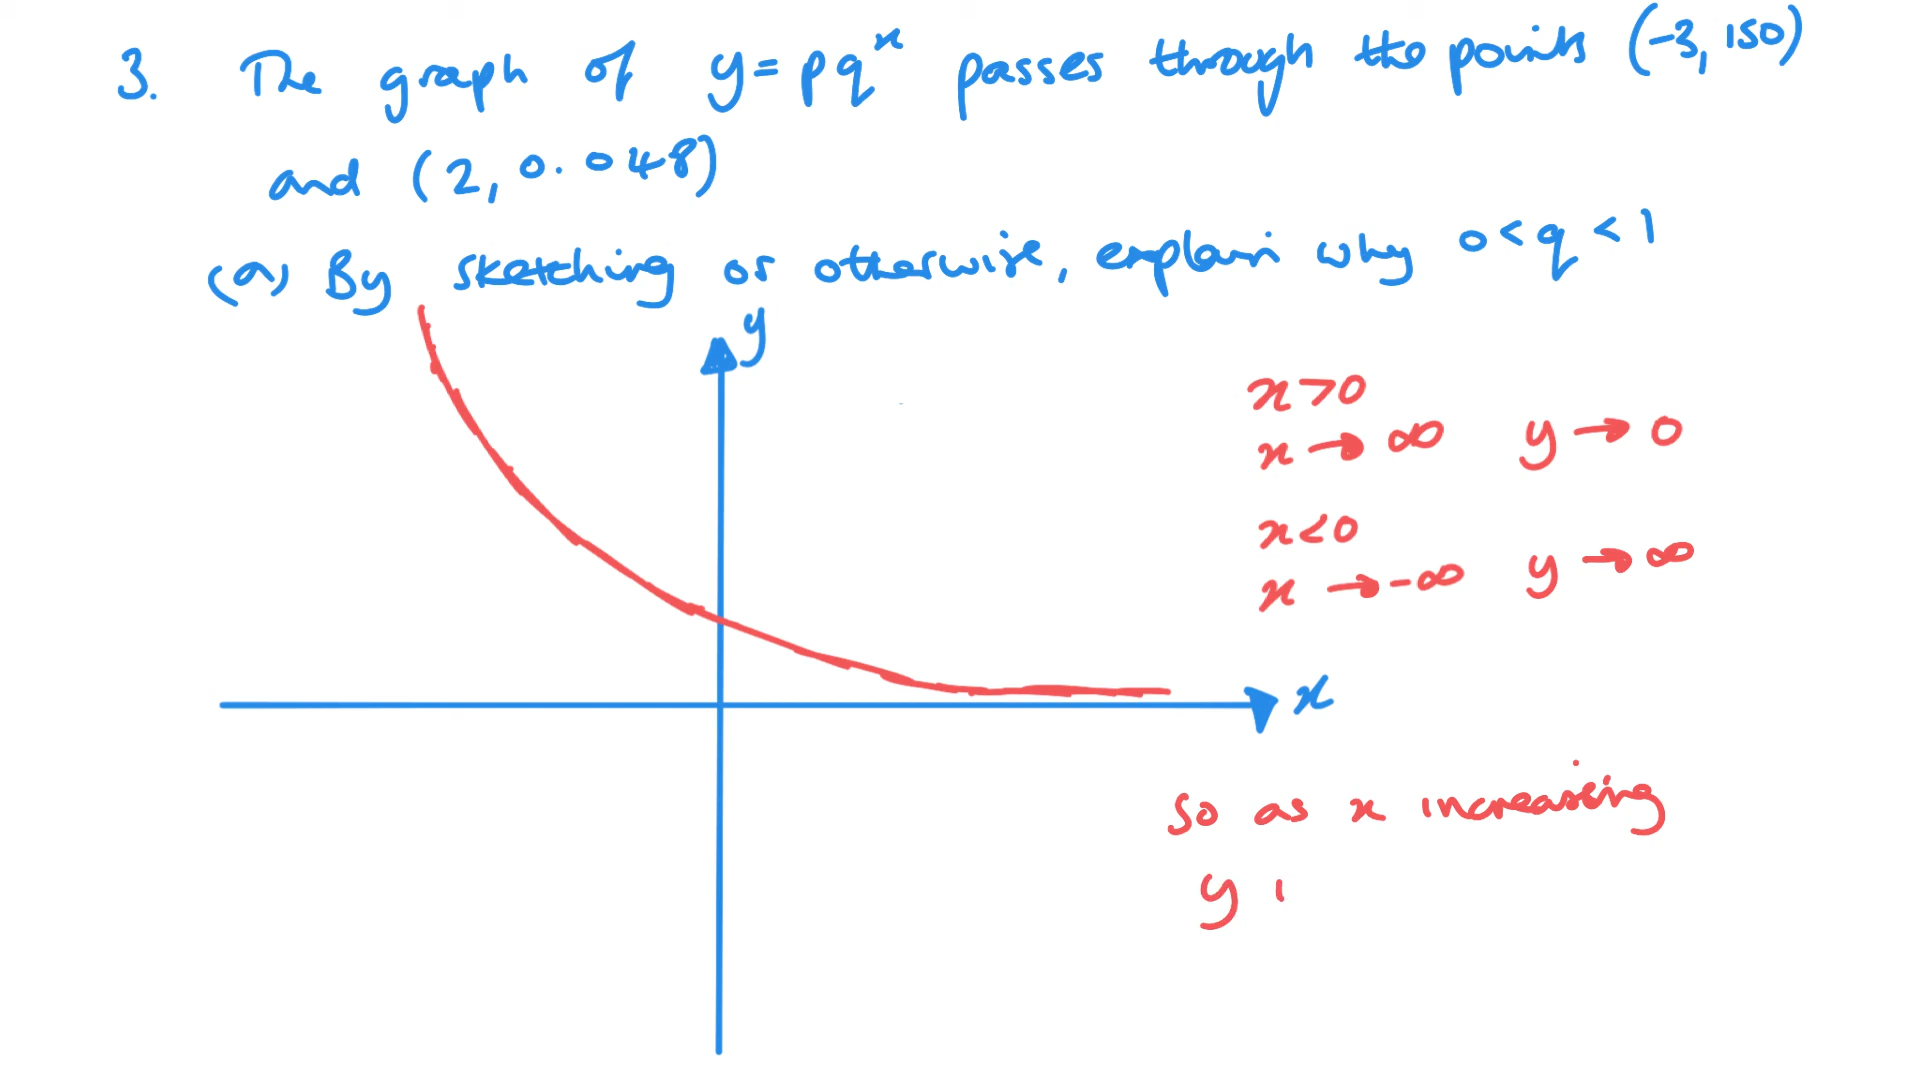 3. The graph of y = pq^x passes through the points (-3, 150)
and (2, 0.048)
(a) By sketching or otherwise, explain why 0 < q < 1
y
x > 0
x → ∞ y → 0
x < 0
x → -∞ y → ∞
x
So as x increasing
y i